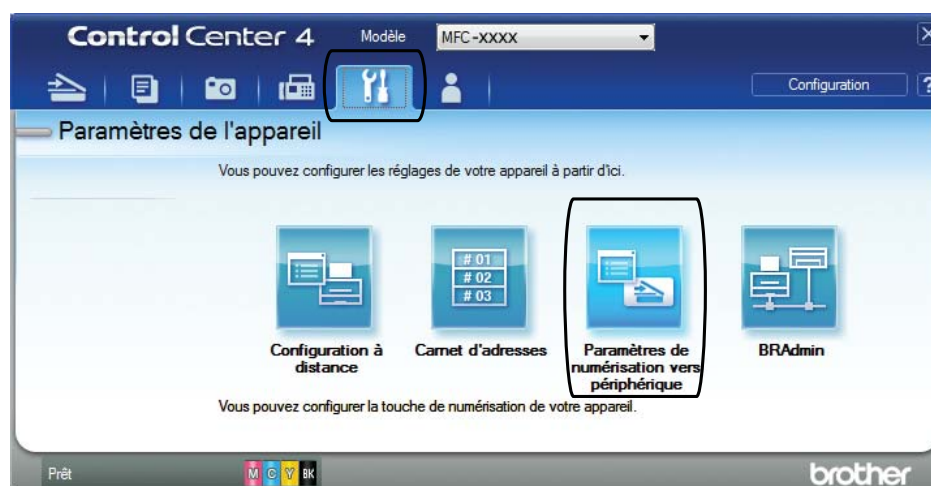 Control Center 4 Modèle MFC-XXXX
Configuration ?
Paramètres de l'appareil
Vous pouvez configurer les réglages de votre appareil à partir d'ici.
# 01
# 02
# 03
Configuration à distance
Carnet d'adresses
Paramètres de numérisation vers périphérique
BRAdmin
Vous pouvez configurer la touche de numérisation de votre appareil.
Prêt M C Y BK brother